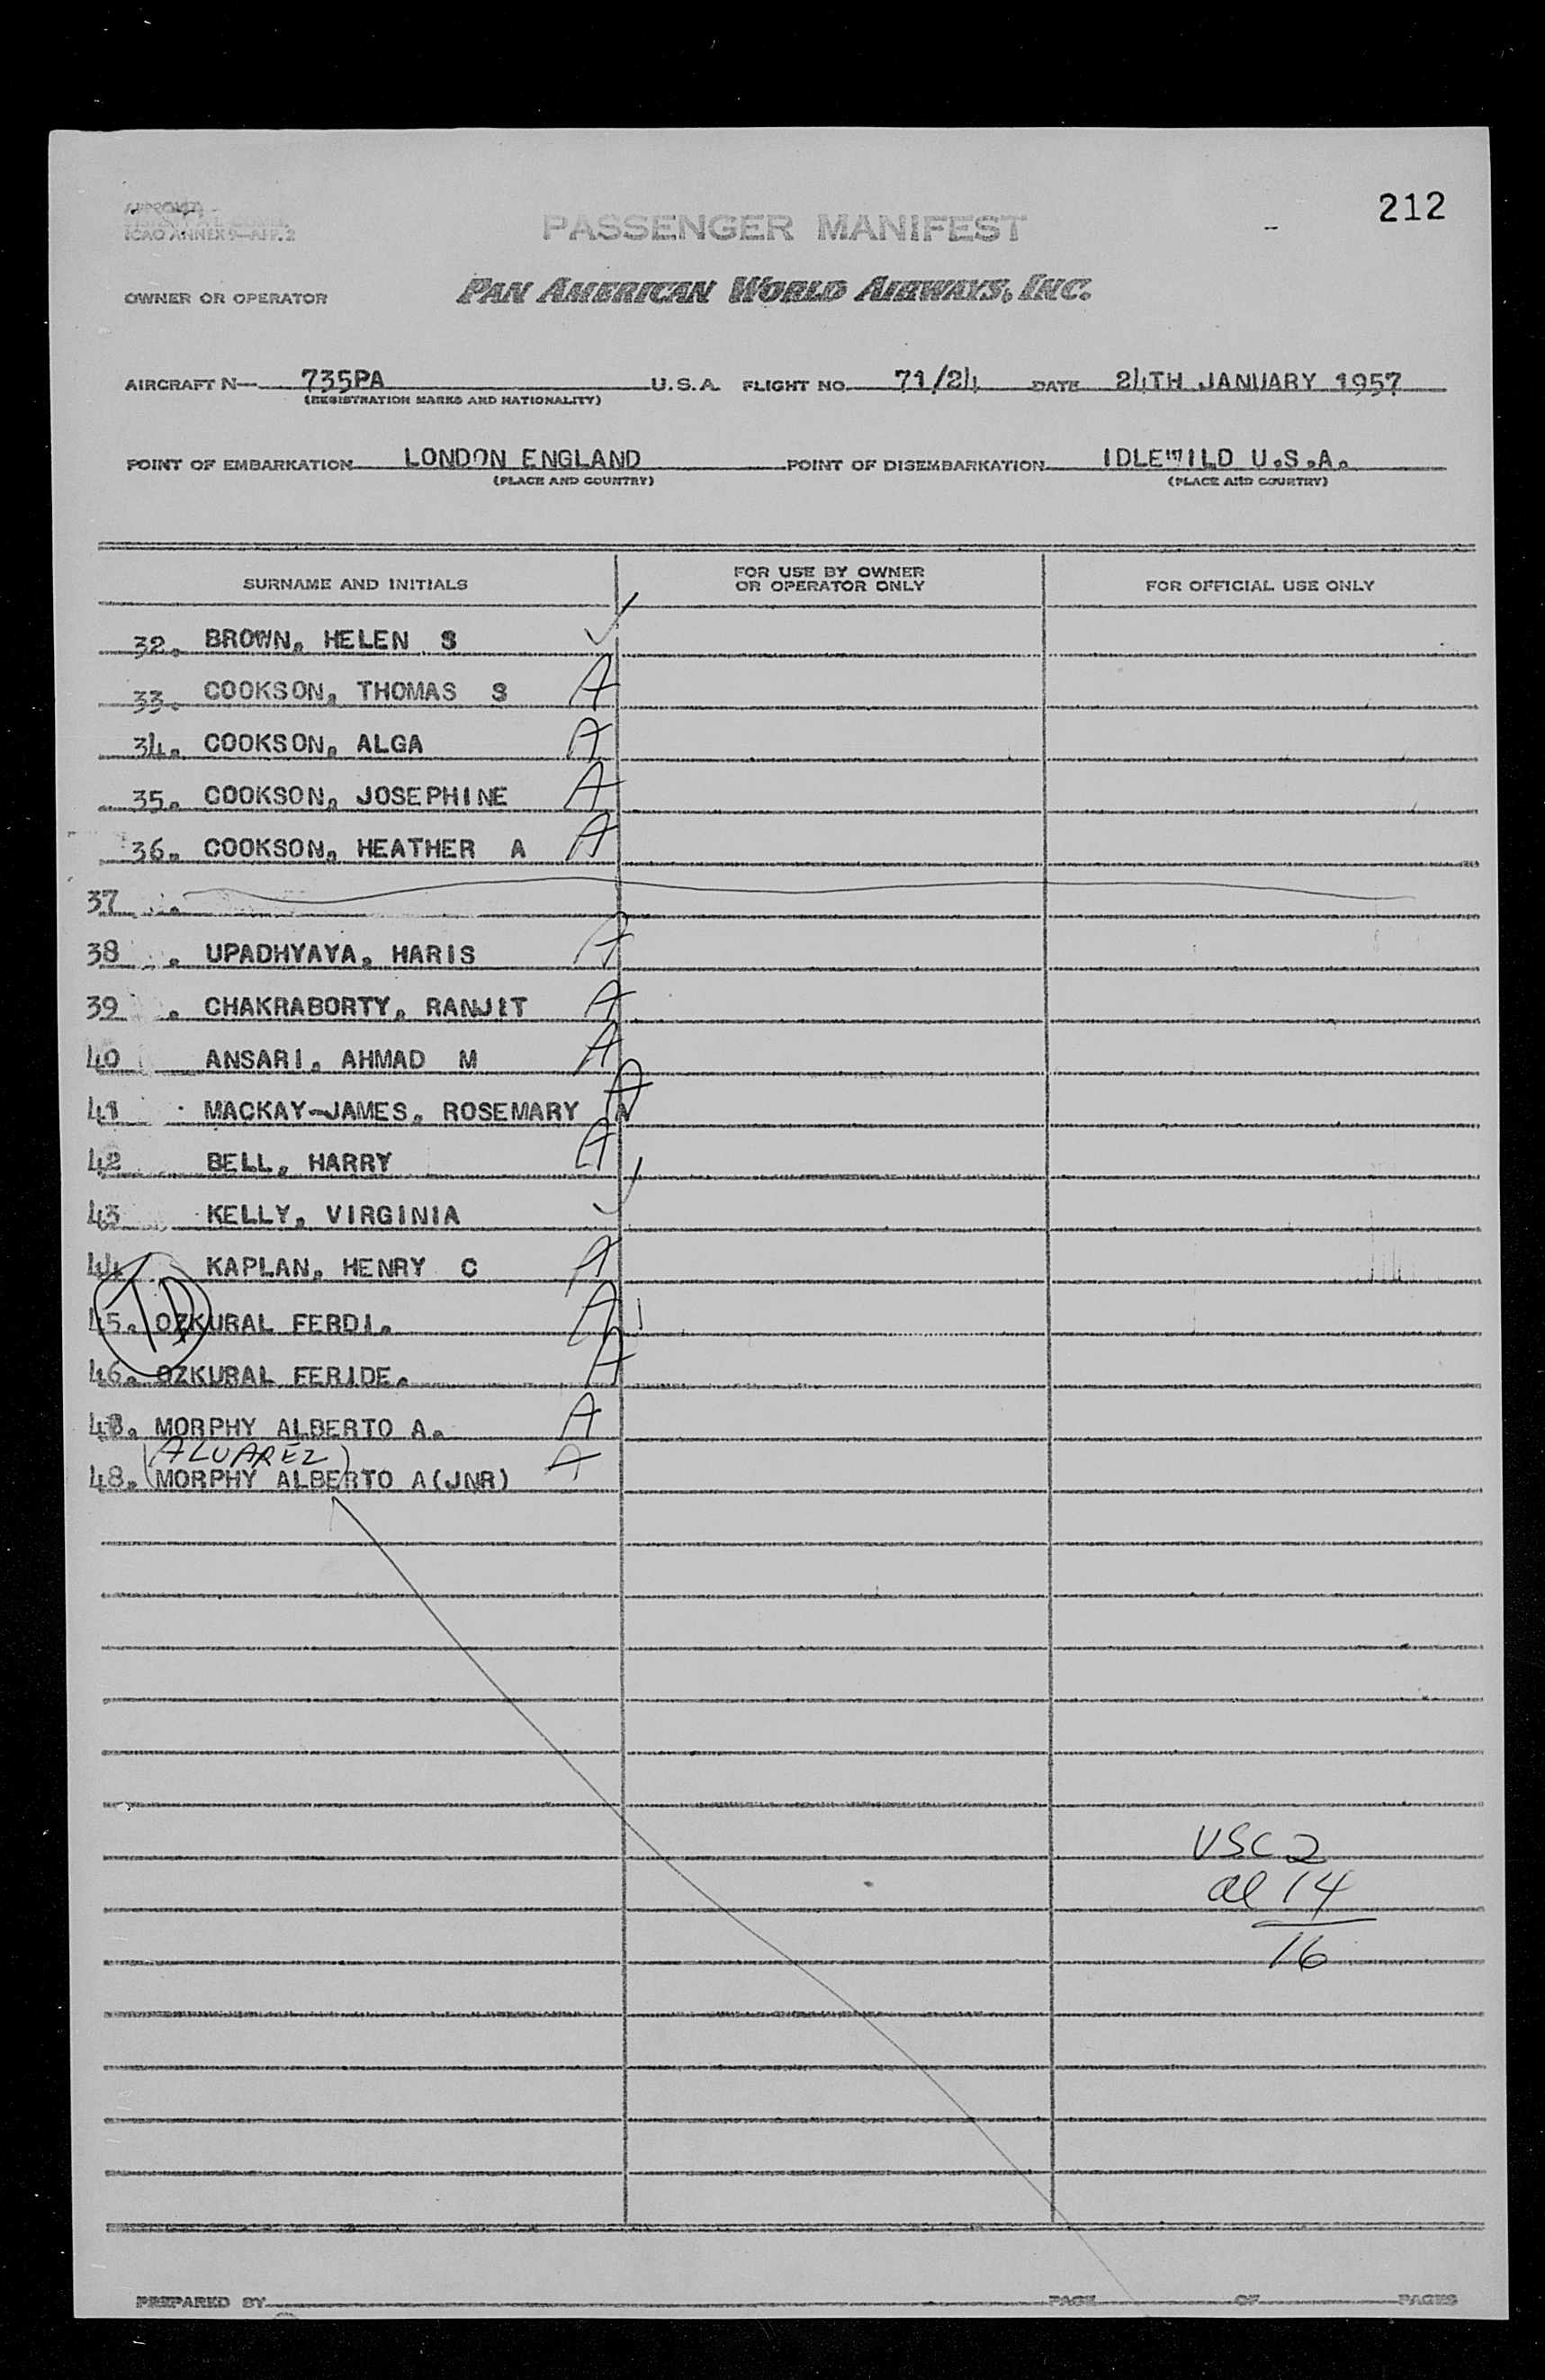 212
ICAO ANNEX 9—APP. 2
PASSENGER MANIFEST
OWNER OR OPERATOR PAN AMERICAN WORLD AIRWAYS, INC.
AIRCRAFT N— 735PA U.S.A. FLIGHT NO. 71/24 DATE 24TH JANUARY 1957
(REGISTRATION MARKS AND NATIONALITY)
POINT OF EMBARKATION LONDON ENGLAND POINT OF DISEMBARKATION IDLEWILD U.S.A.
(PLACE AND COUNTRY) (PLACE AND COUNTRY)
SURNAME AND INITIALS FOR USE BY OWNER OR OPERATOR ONLY FOR OFFICIAL USE ONLY
32. BROWN, HELEN S ✓
33. COOKSON, THOMAS S A
34. COOKSON, ALGA A
35. COOKSON, JOSEPHINE A
36. COOKSON, HEATHER A A
37 .
38 . UPADHYAYA, HARIS A
39 . CHAKRABORTY, RANJIT A
40 ANSARI, AHMAD M A
41 . MACKAY-JAMES, ROSEMARY A
42 BELL, HARRY A
43 KELLY, VIRGINIA ✓
44 KAPLAN, HENRY C A
TD
45. OZKURAL FERDI. A
46. OZKURAL FERIDE. A
48. MORPHY ALBERTO A. A
(ALVAREZ)
48. MORPHY ALBERTO A(JNR) A
USC 2
al 14
16
PREPARED BY PAGE OF PAGES